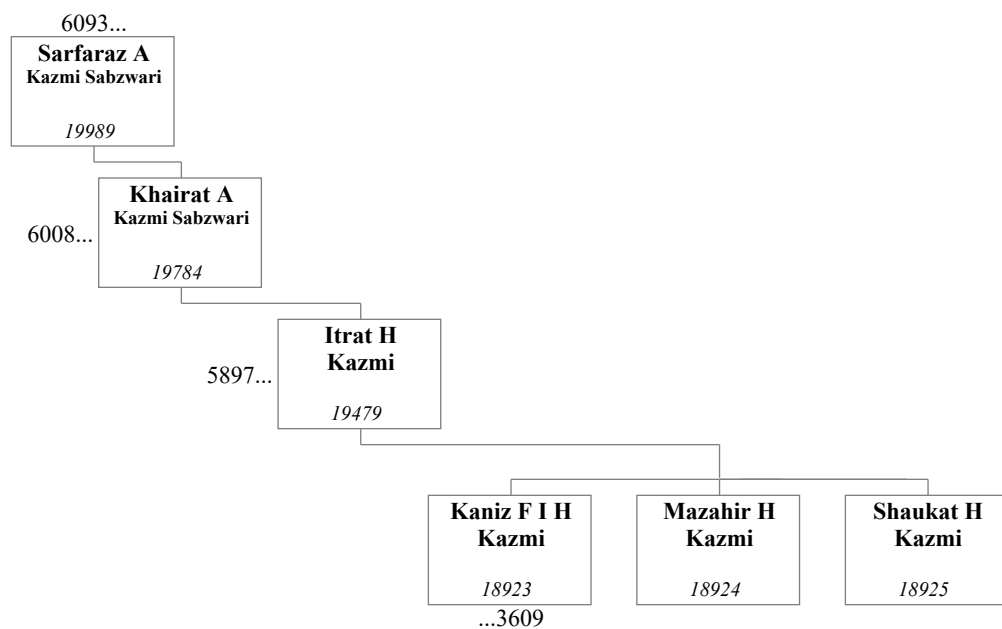 6093...
Sarfaraz A
Kazmi Sabzwari
19989
Khairat A
Kazmi Sabzwari
6008...
19784
Itrat H
Kazmi
5897...
19479
Kaniz F I H
Kazmi
18923
...3609
Mazahir H
Kazmi
18924
Shaukat H
Kazmi
18925